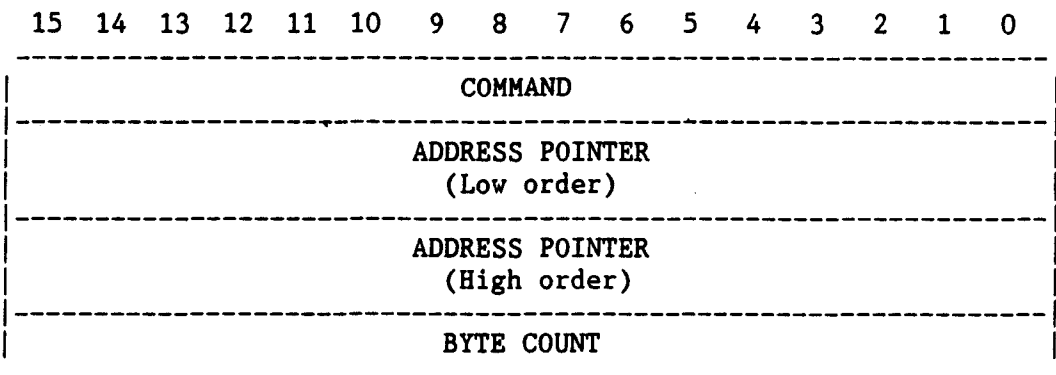 15 14 13 12 11 10 9 8 7 6 5 4 3 2 1 0
COMMAND
ADDRESS POINTER
(Low order)
ADDRESS POINTER
(High order)
BYTE COUNT